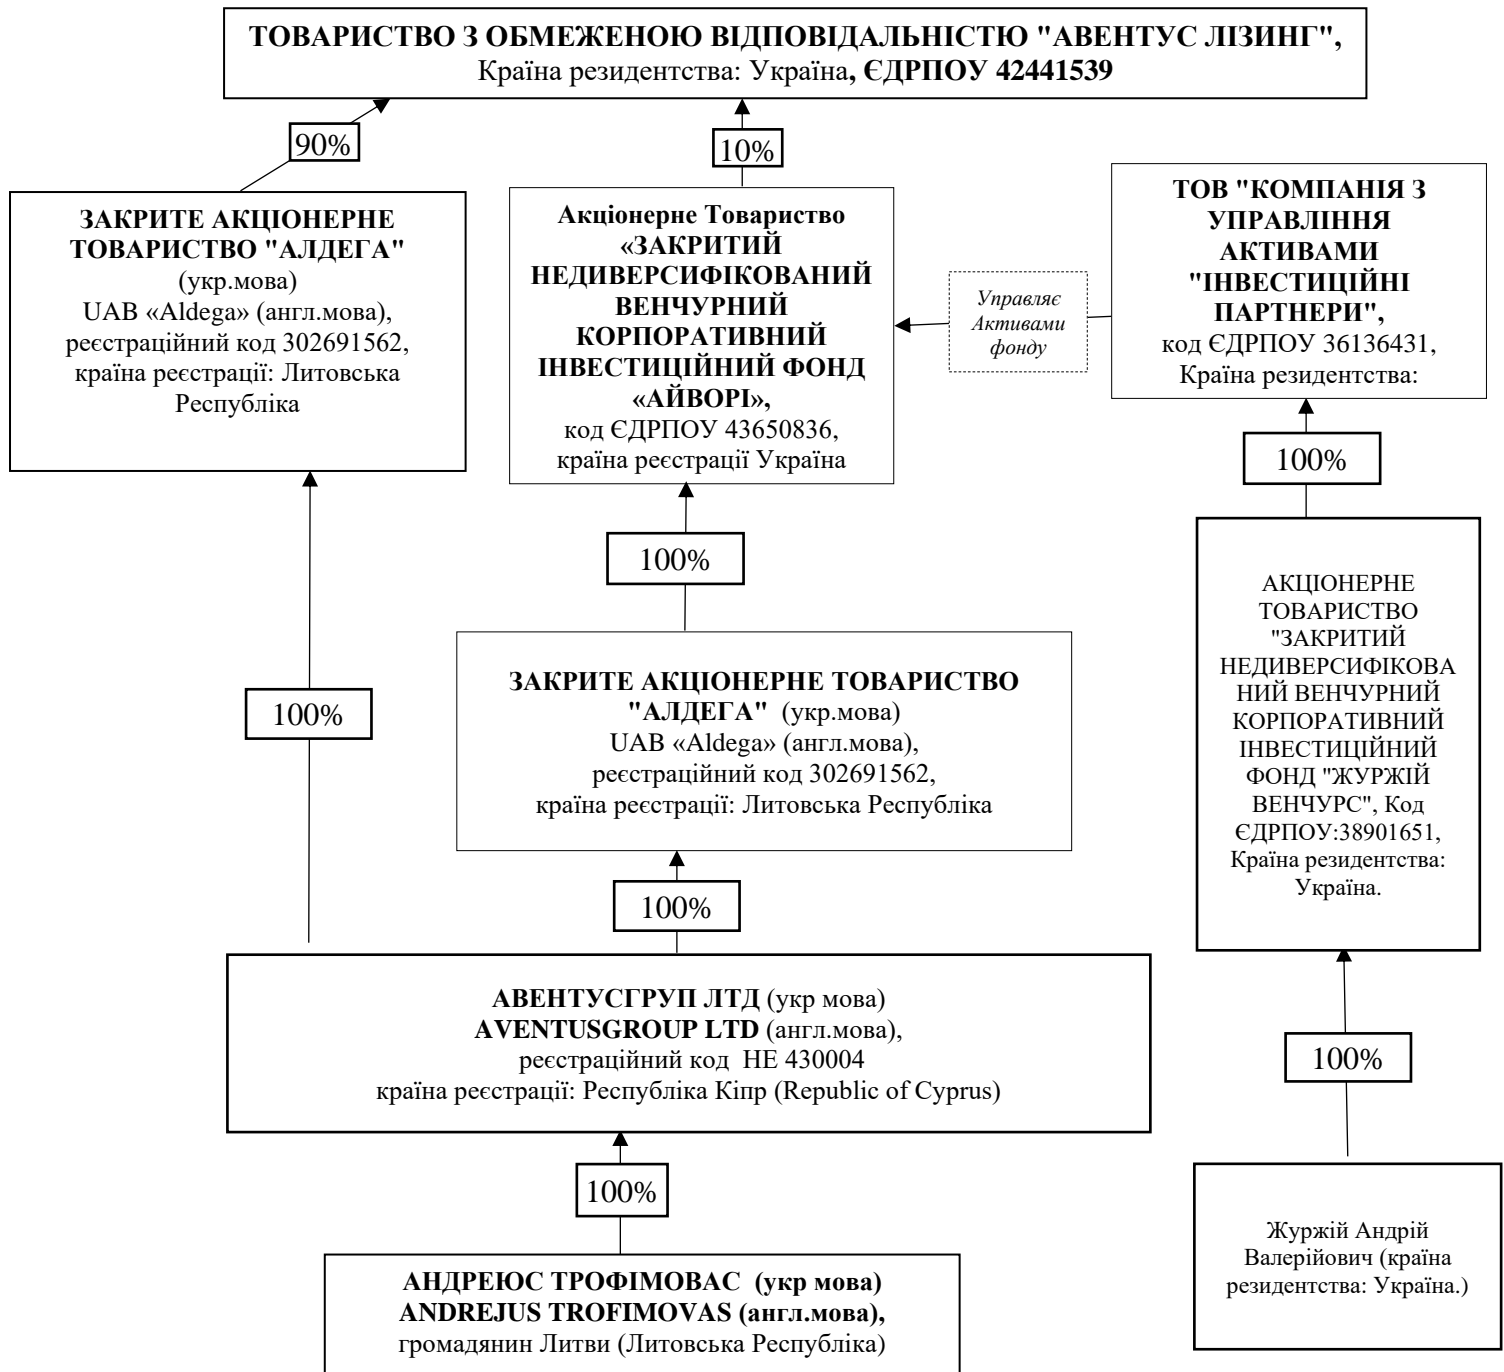 ТОВАРИСТВО З ОБМЕЖЕНОЮ ВІДПОВІДАЛЬНІСТЮ "АВЕНТУС ЛІЗИНГ",
Країна резидентства: Україна, ЄДРПОУ 42441539
90%
10%
ЗАКРИТЕ АКЦІОНЕРНЕ
ТОВАРИСТВО "АЛДЕГА"
(укр.мова)
UAB «Aldega» (англ.мова),
реєстраційний код 302691562,
країна реєстрації: Литовська
Республіка
Акціонерне Товариство
«ЗАКРИТИЙ
НЕДИВЕРСИФІКОВАНИЙ
ВЕНЧУРНИЙ
КОРПОРАТИВНИЙ
ІНВЕСТИЦІЙНИЙ ФОНД
«АЙВОРІ»,
код ЄДРПОУ 43650836,
країна реєстрації Україна
Управляє
Активами
фонду
ТОВ "КОМПАНІЯ З
УПРАВЛІННЯ
АКТИВАМИ
"ІНВЕСТИЦІЙНІ
ПАРТНЕРИ",
код ЄДРПОУ 36136431,
Країна резидентства:
100%
100%
100%
ЗАКРИТЕ АКЦІОНЕРНЕ ТОВАРИСТВО
"АЛДЕГА" (укр.мова)
UAB «Aldega» (англ.мова),
реєстраційний код 302691562,
країна реєстрації: Литовська Республіка
АКЦІОНЕРНЕ
ТОВАРИСТВО
"ЗАКРИТИЙ
НЕДИВЕРСИФІКОВА
НИЙ ВЕНЧУРНИЙ
КОРПОРАТИВНИЙ
ІНВЕСТИЦІЙНИЙ
ФОНД "ЖУРЖІЙ
ВЕНЧУРС", Код
ЄДРПОУ:38901651,
Країна резидентства:
Україна.
100%
АВЕНТУСГРУП ЛТД (укр мова)
AVENTUSGROUP LTD (англ.мова),
реєстраційний код HE 430004
країна реєстрації: Республіка Кіпр (Republic of Cyprus)
100%
100%
АНДРЕЮС ТРОФІМОВАС (укр мова)
ANDREJUS TROFIMOVAS (англ.мова),
громадянин Литви (Литовська Республіка)
Журжій Андрій
Валерійович (країна
резидентства: Україна.)